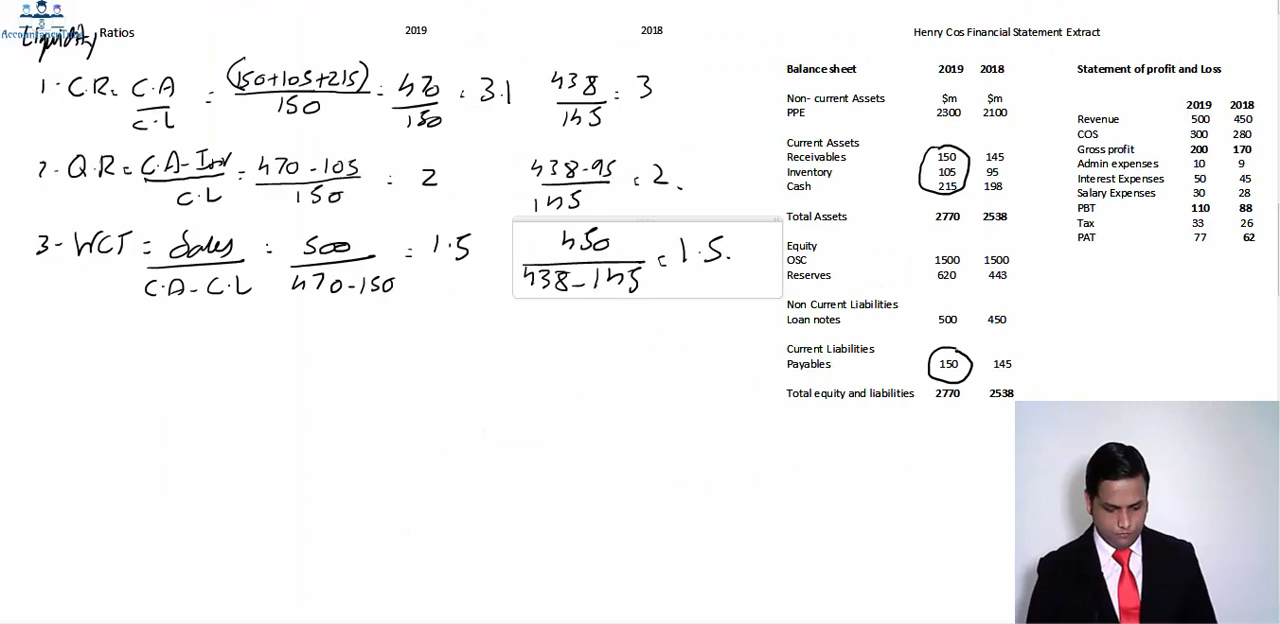 Accountancy Tube
Liquidity Ratios 2019 2018
1- C.R = C.A / C.L = (150+105+215) / 150 = 470 / 150 = 3.1 438 / 145 = 3
2- Q.R = C.A - Inv / C.L = 470 - 105 / 150 = 2 438-95 / 145 = 2.
3- WCT = Sales / C.A - C.L = 500 / 470 - 150 = 1.5 450 / 438 - 145 = 1.5.
Henry Cos Financial Statement Extract
Balance sheet 2019 2018
Non- current Assets $m $m
PPE 2300 2100
Current Assets
Receivables 150 145
Inventory 105 95
Cash 215 198
Total Assets 2770 2538
Equity
OSC 1500 1500
Reserves 620 443
Non Current Liabilities
Loan notes 500 450
Current Liabilities
Payables 150 145
Total equity and liabilities 2770 2538
Statement of profit and Loss
2019 2018
Revenue 500 450
COS 300 280
Gross profit 200 170
Admin expenses 10 9
Interest Expenses 50 45
Salary Expenses 30 28
PBT 110 88
Tax 33 26
PAT 77 62